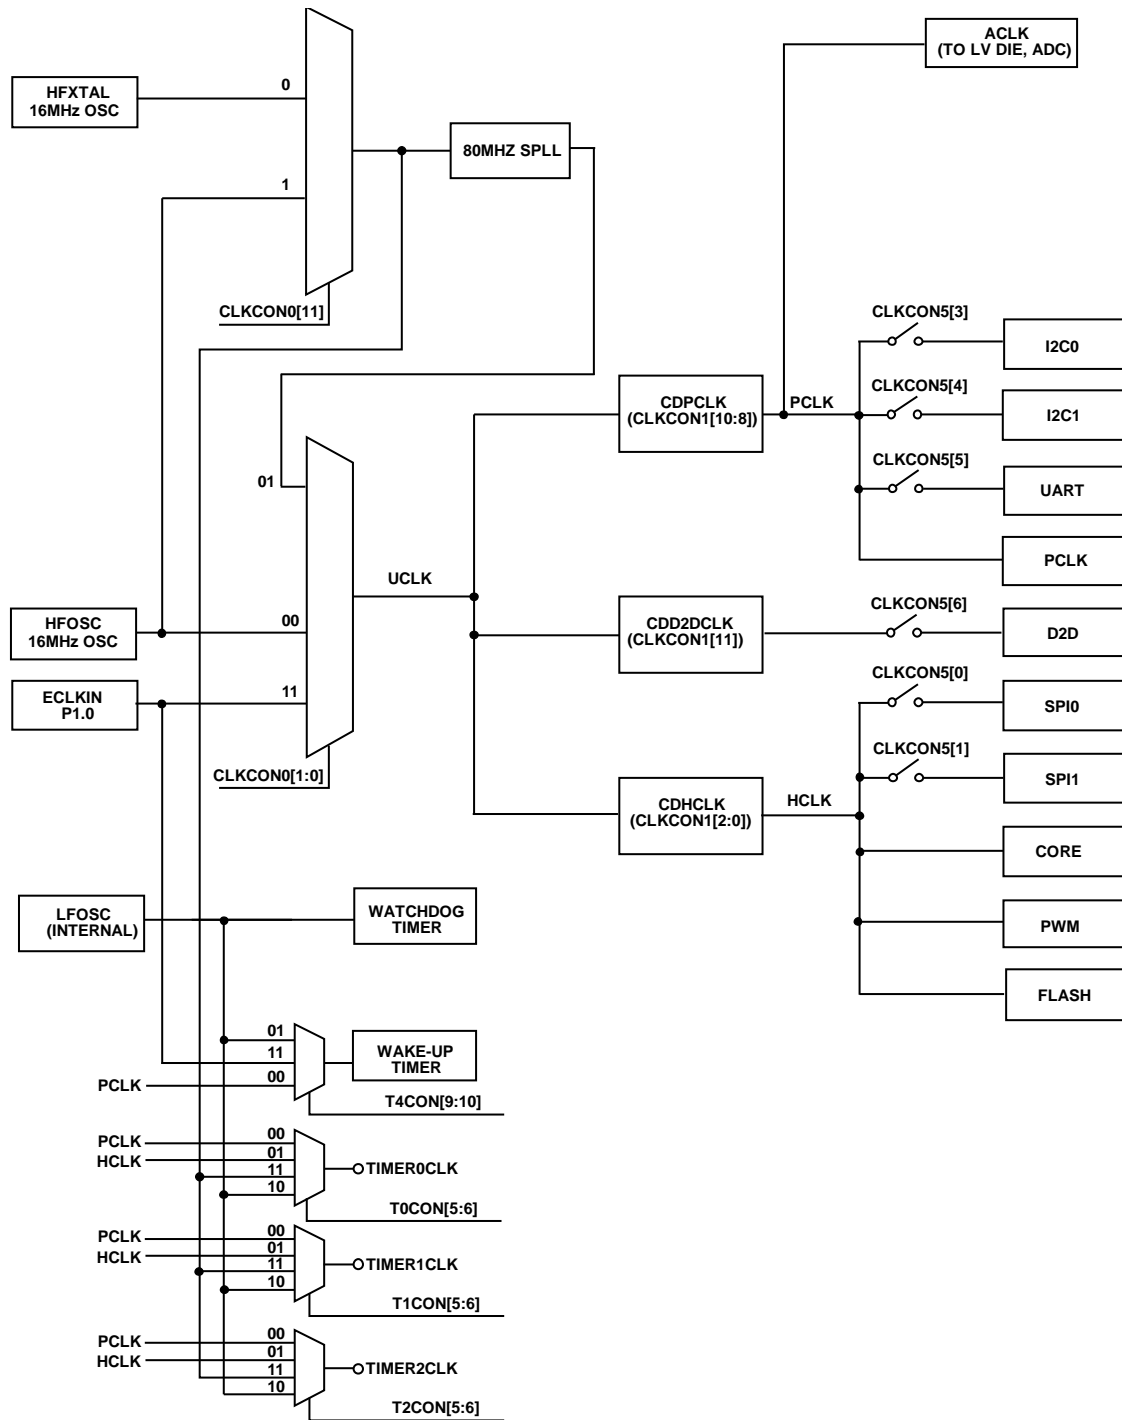 ACLK
(TO LV DIE, ADC)
HFXTAL
16MHz OSC
0
80MHZ SPLL
1
CLKCON0[11]
CLKCON5[3]
I2C0
CDPCLK
(CLKCON1[10:8])
PCLK
CLKCON5[4]
I2C1
CLKCON5[5]
UART
01
PCLK
UCLK
HFOSC
16MHz OSC
00
CDD2DCLK
(CLKCON1[11])
CLKCON5[6]
D2D
ECLKIN
P1.0
11
CLKCON5[0]
SPI0
CLKCON0[1:0]
CLKCON5[1]
SPI1
CDHCLK
(CLKCON1[2:0])
HCLK
CORE
LFOSC
(INTERNAL)
WATCHDOG
TIMER
PWM
FLASH
01
11
00
PCLK
WAKE-UP
TIMER
T4CON[9:10]
PCLK
HCLK
00
01
11
10
TIMER0CLK
T0CON[5:6]
PCLK
HCLK
00
01
11
10
TIMER1CLK
T1CON[5:6]
PCLK
HCLK
00
01
11
10
TIMER2CLK
T2CON[5:6]